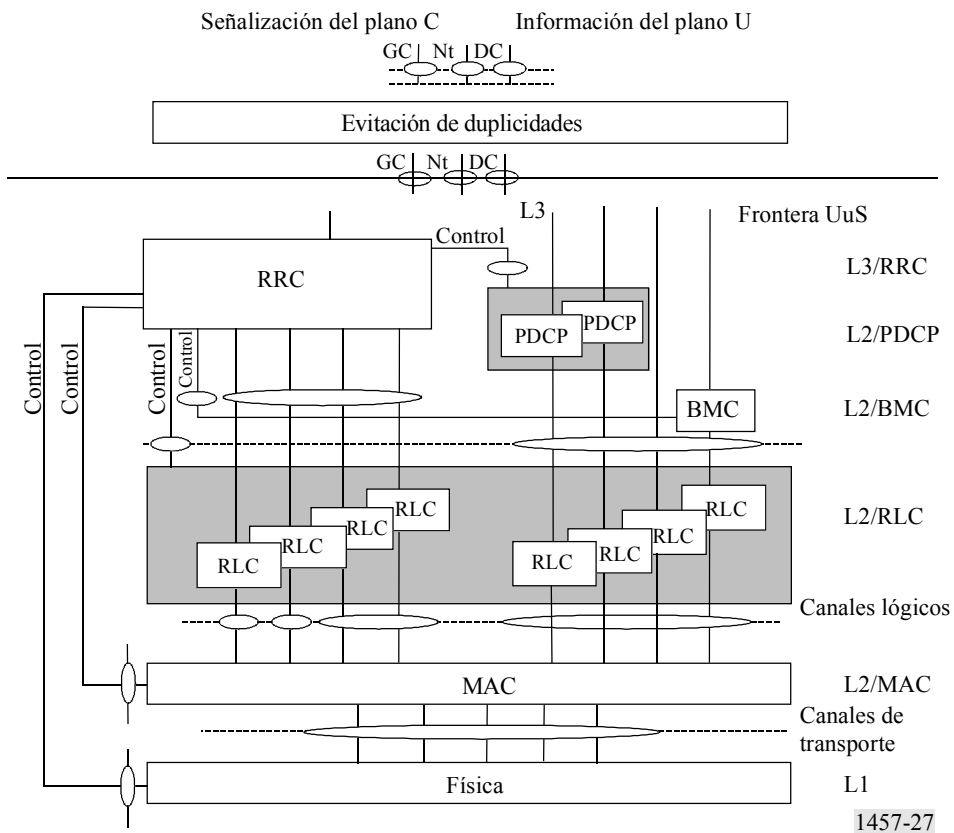 Señalización del plano C
Información del plano U
GC Nt DC
Evitación de duplicidades
GC Nt DC
L3
Frontera UuS
Control
RRC
L3/RRC
PDCP
PDCP
L2/PDCP
Control
Control
Control
Control
BMC
L2/BMC
RLC
RLC
RLC
RLC
RLC
RLC
RLC
RLC
L2/RLC
Canales lógicos
MAC
L2/MAC
Canales de
transporte
Física
L1
1457-27